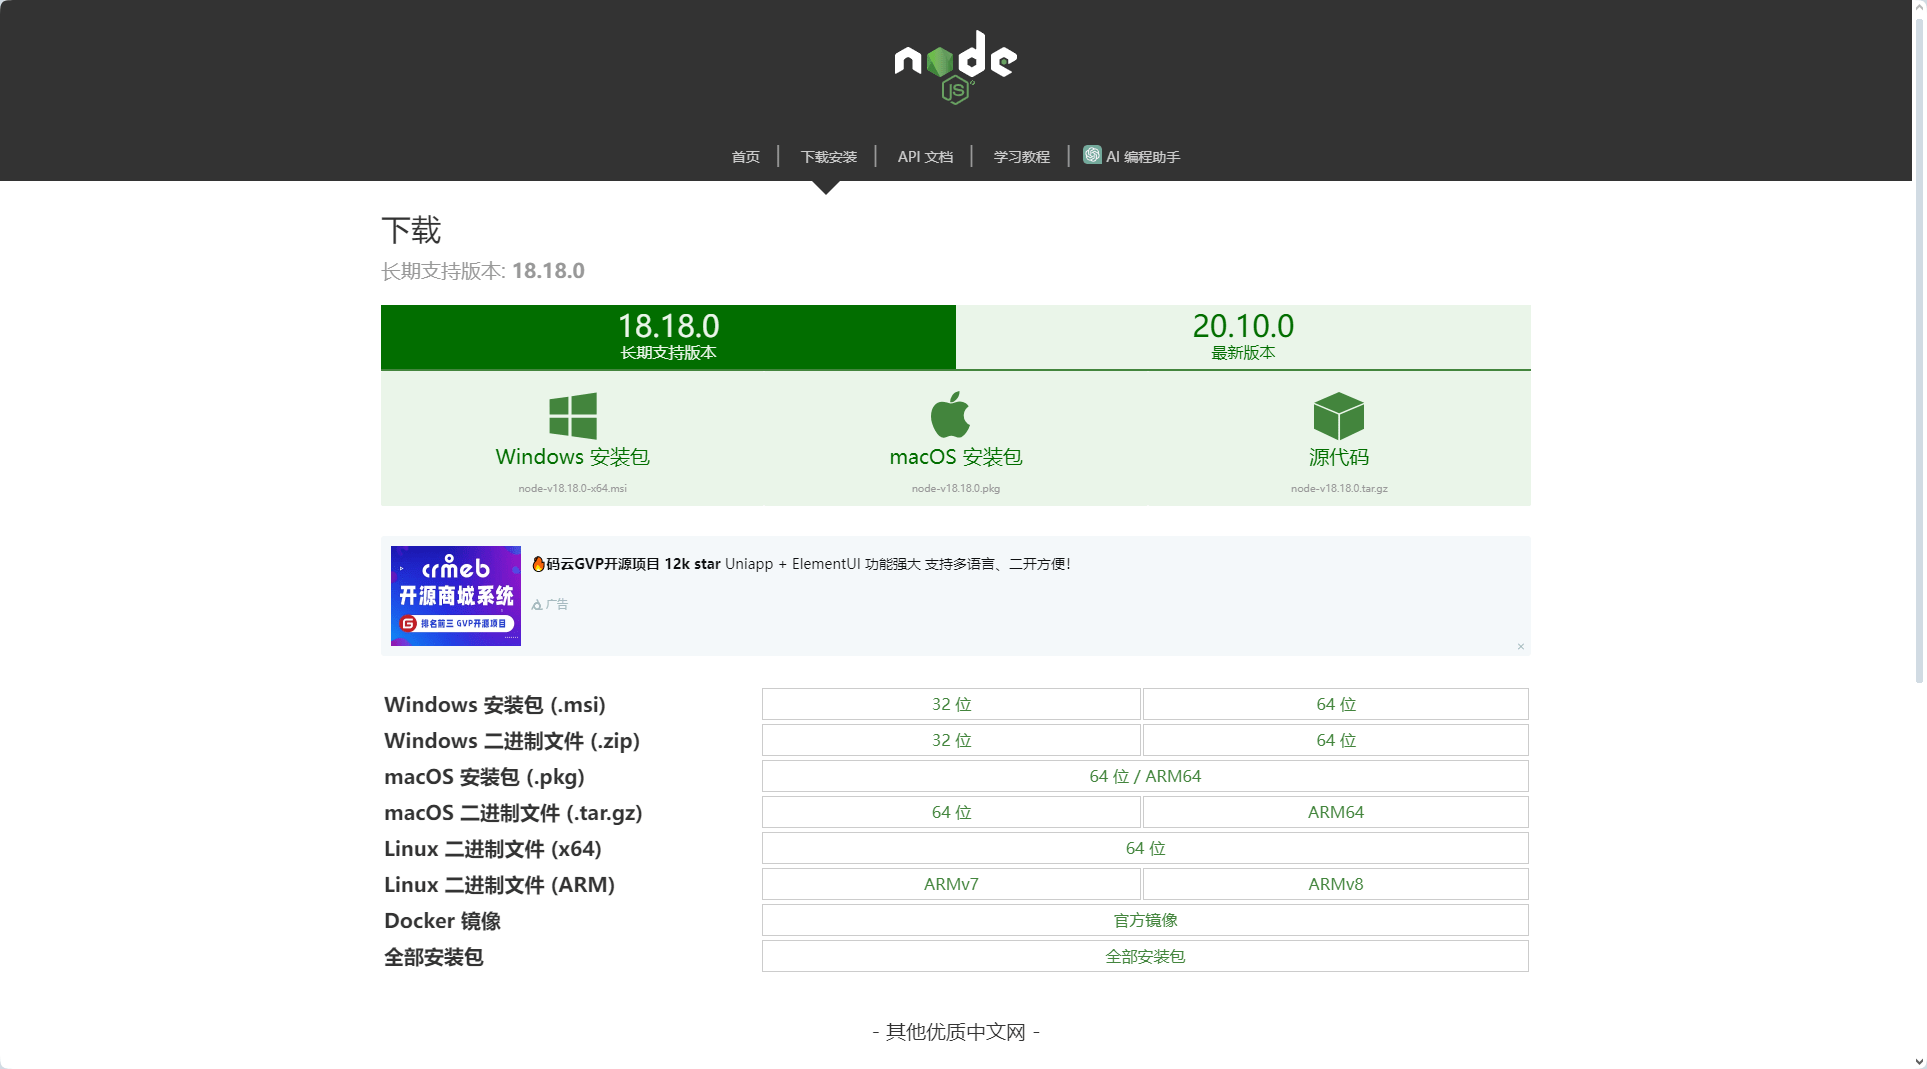 node
JS
首页
下载安装
API 文档
学习教程
AI 编程助手
下载
长期支持版本: 18.18.0
18.18.0
长期支持版本
20.10.0
最新版本
Windows 安装包
node-v18.18.0-x64.msi
macOS 安装包
node-v18.18.0.pkg
源代码
node-v18.18.0.tar.gz
crmeb
开源商城系统
G 排名前三 GVP开源项目
码云GVP开源项目 12k star Uniapp + ElementUI 功能强大 支持多语言、二开方便！
广告
×
Windows 安装包 (.msi) 32 位 64 位
Windows 二进制文件 (.zip) 32 位 64 位
macOS 安装包 (.pkg) 64 位 / ARM64
macOS 二进制文件 (.tar.gz) 64 位 ARM64
Linux 二进制文件 (x64) 64 位
Linux 二进制文件 (ARM) ARMv7 ARMv8
Docker 镜像 官方镜像
全部安装包 全部安装包
- 其他优质中文网 -